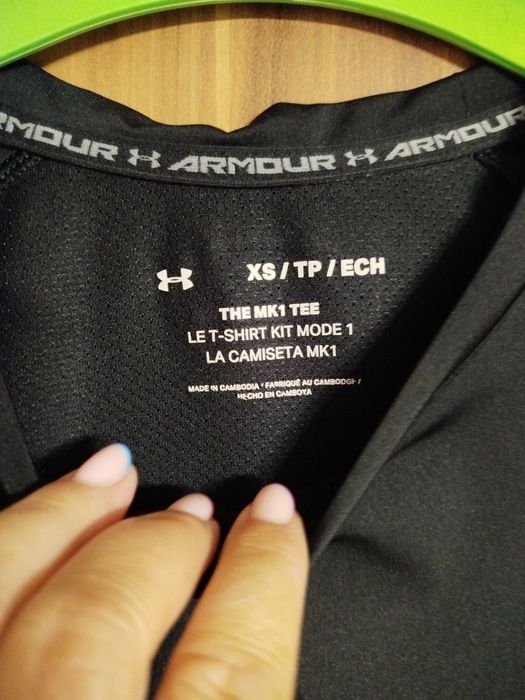 ARMOUR ARMOUR ARMOUR
XS / TP / ECH
THE MK1 TEE
LE T-SHIRT KIT MODE 1
LA CAMISETA MK1
MADE IN CAMBODIA / FABRIQUÉ AU CAMBODGE /
HECHO EN CAMBOYA